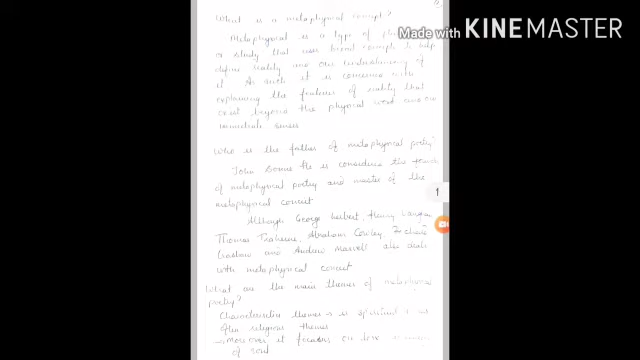 Made with KINEMASTER
What is a metaphysical concept?
Metaphysical is a type of
or study that uses broad concepts to help
define reality and our understanding of
it. As such it is concerned with
explaining the features of reality that
exist beyond the physical word and our
immediate senses
Who is the father of metaphysical poetry?
John Donne He is considered the
of metaphysical poetry and master of the
metaphysical conceit
Although George Herbert, Henry
Thomas Traherne, Abraham Cowley,
Crashaw and Andrew Marvell also deals
with metaphysical conceit
What are the main themes of metaphysical
poetry?
Characteristics themes is spiritual
often religious themes
→ Moreover it focuses on love
of soul
1